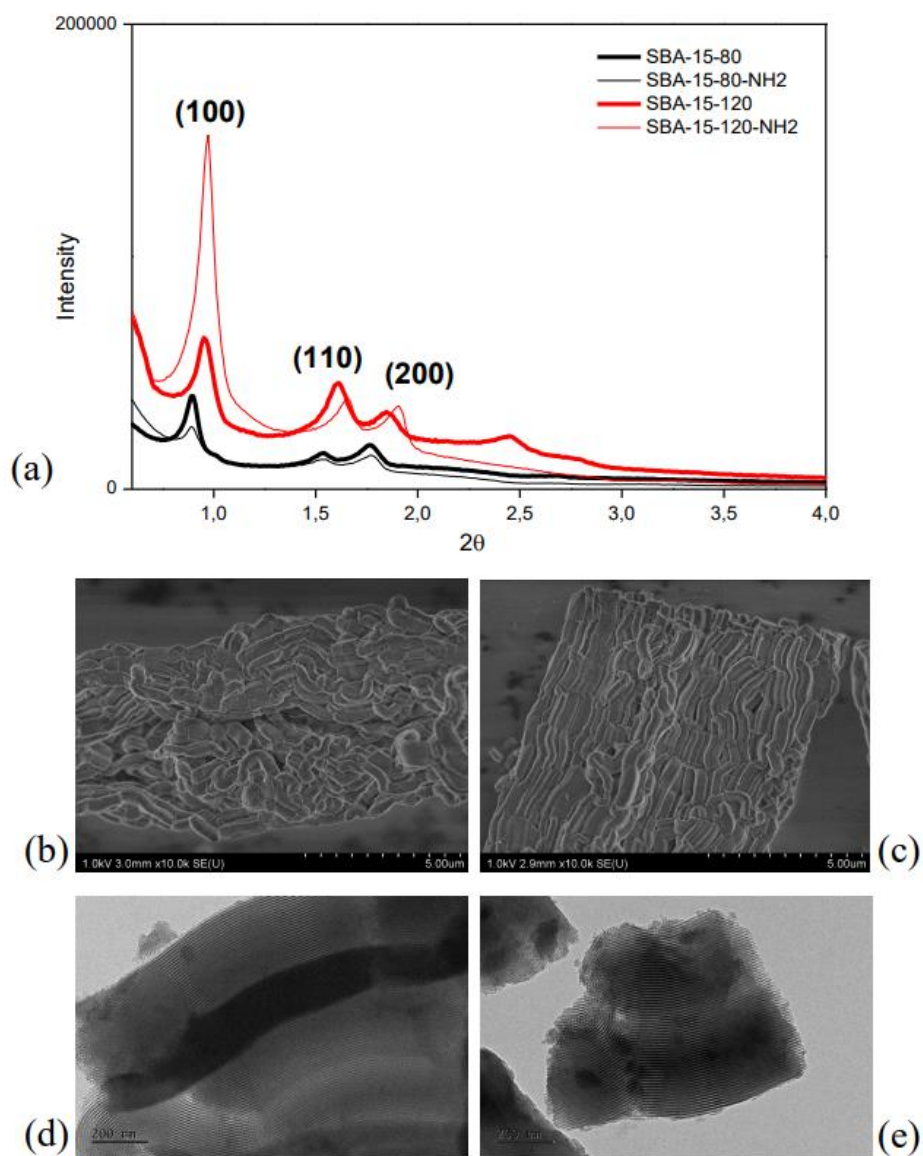 200000
SBA-15-80
SBA-15-80-NH2
SBA-15-120
SBA-15-120-NH2
(100)
Intensity
(110)
(200)
(a)
0
1,0 1,5 2,0 2,5 3,0 3,5 4,0
2θ
(b)
1.0kV 3.0mm x10.0k SE(U) 5.00um
1.0kV 2.9mm x10.0k SE(U) 5.00um
(c)
(d)
200 nm
200 nm
(e)